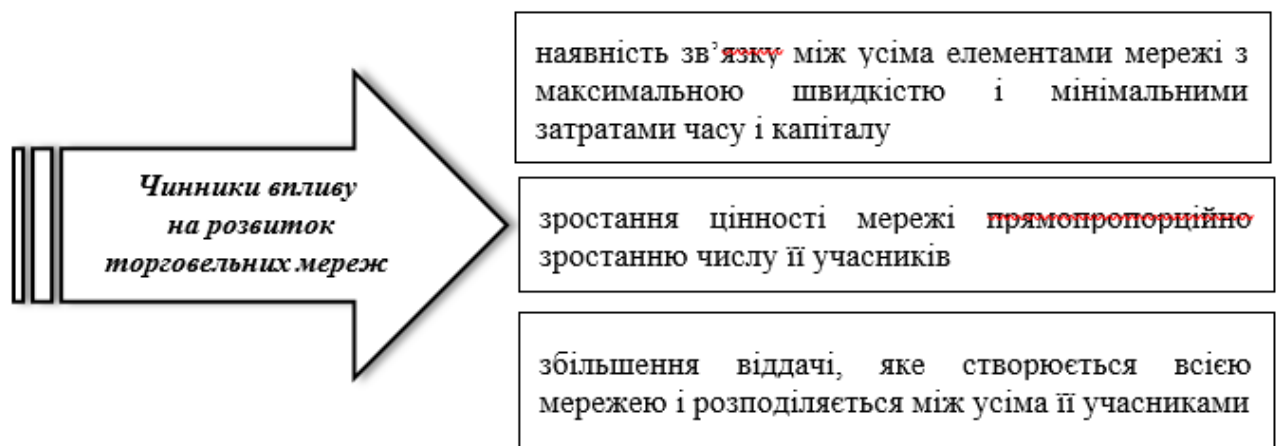 Чинники впливу
на розвиток
торговельних мереж
наявність зв’язку між усіма елементами мережі з
максимальною швидкістю і мінімальними
затратами часу і капіталу
зростання цінності мережі прямопропорційно
зростанню числу її учасників
збільшення віддачі, яке створюється всією
мережею і розподіляється між усіма її учасниками